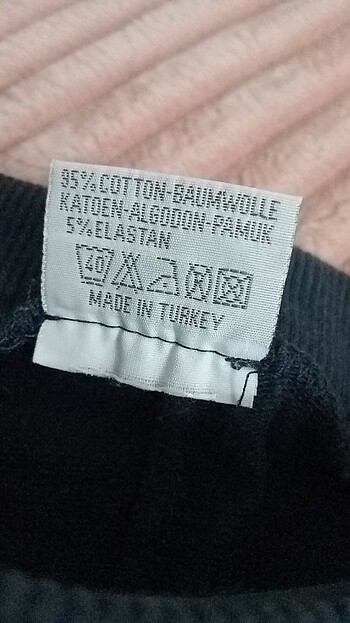 95%COTTON-BAUMWOLLE
KATOEN-ALGODON-PAMUK
5%ELASTAN
40
MADE IN TURKEY